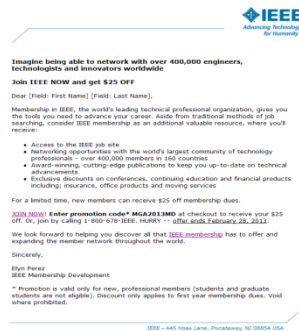 IEEE
Advancing Technology
for Humanity
Imagine being able to network with over 400,000 engineers,
technologists and innovators worldwide
Join IEEE NOW and get $25 OFF
Dear [Field: First Name] [Field: Last Name],
Membership in IEEE, the world's leading technical professional organization, gives you
the tools you need to advance your career. Aside from traditional methods of job
searching, consider IEEE membership as an additional valuable resource, where you'll
receive:
• Access to the IEEE job site
• Networking opportunities with the world's largest community of technology
professionals - over 400,000 members in 160 countries
• Award-winning, cutting-edge publications to keep you up-to-date on technical
advancements
• Exclusive discounts on conferences, continuing education and financial products
including; insurance, office products and moving services
For a limited time, new members can receive $25 off membership dues.
JOIN NOW! Enter promotion code* MGA2013MD at checkout to receive your $25
off. Or, join by calling 1-800-678-IEEE. HURRY -- offer ends February 28, 2013.
We look forward to helping you discover all that IEEE membership has to offer and
expanding the member network throughout the world.
Sincerely,
Elyn Perez
IEEE Membership Development
* Promotion is valid only for new, professional members (students and graduate
students are not eligible). Discount only applies to first year membership dues. Void
where prohibited.
IEEE - 445 Hoes Lane, Piscataway, NJ 08854 USA